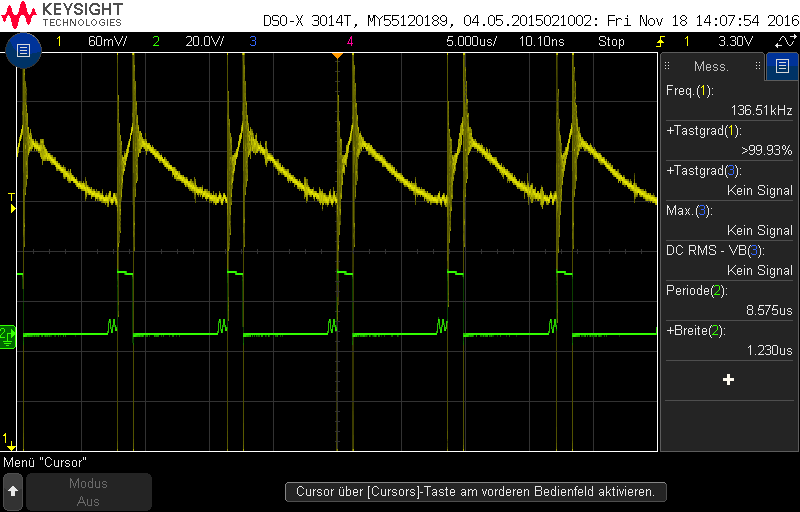 KEYSIGHT
TECHNOLOGIES
DSO-X 3014T, MY55120189, 04.05.2015021002: Fri Nov 18 14:07:54 2016
1 60mV/ 2 20.0V/ 3 4 5.000us/ 10.10ns Stop 1 3.30V
Mess.
Freq.(1):
136.51kHz
+Tastgrad(1):
>99.93%
+Tastgrad(3):
Kein Signal
Max.(3):
Kein Signal
DC RMS - VB(3):
Kein Signal
Periode(2):
8.575us
+Breite(2):
1.230us
T
2
1
Menü "Cursor"
Modus
Aus
Cursor über [Cursors]-Taste am vorderen Bedienfeld aktivieren.